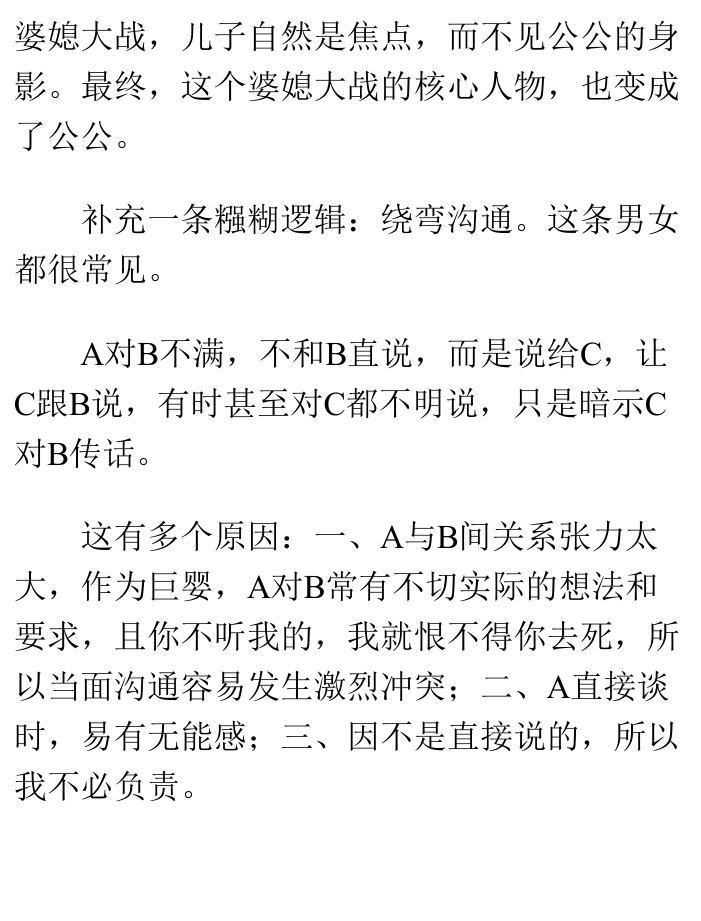 婆媳大战，儿子自然是焦点，而不见公公的身
影。最终，这个婆媳大战的核心人物，也变成
了公公。
补充一条糨糊逻辑：绕弯沟通。这条男女
都很常见。
A对B不满，不和B直说，而是说给C，让
C跟B说，有时甚至对C都不明说，只是暗示C
对B传话。
这有多个原因：一、A与B间关系张力太
大，作为巨婴，A对B常有不切实际的想法和
要求，且你不听我的，我就恨不得你去死，所
以当面沟通容易发生激烈冲突；二、A直接谈
时，易有无能感；三、因不是直接说的，所以
我不必负责。